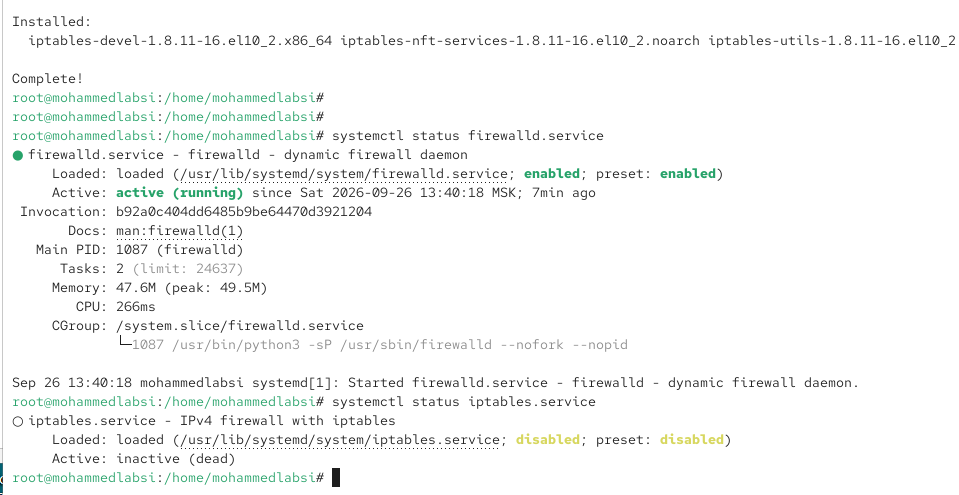 Installed:
  iptables-devel-1.8.11-16.el10_2.x86_64 iptables-nft-services-1.8.11-16.el10_2.noarch iptables-utils-1.8.11-16.el10_2
Complete!
root@mohammedlabsi:/home/mohammedlabsi#
root@mohammedlabsi:/home/mohammedlabsi#
root@mohammedlabsi:/home/mohammedlabsi# systemctl status firewalld.service
● firewalld.service - firewalld - dynamic firewall daemon
     Loaded: loaded (/usr/lib/systemd/system/firewalld.service; enabled; preset: enabled)
     Active: active (running) since Sat 2026-09-26 13:40:18 MSK; 7min ago
 Invocation: b92a0c404dd6485b9be64470d3921204
       Docs: man:firewalld(1)
   Main PID: 1087 (firewalld)
      Tasks: 2 (limit: 24637)
     Memory: 47.6M (peak: 49.5M)
        CPU: 266ms
     CGroup: /system.slice/firewalld.service
             └─1087 /usr/bin/python3 -sP /usr/sbin/firewalld --nofork --nopid
Sep 26 13:40:18 mohammedlabsi systemd[1]: Started firewalld.service - firewalld - dynamic firewall daemon.
root@mohammedlabsi:/home/mohammedlabsi# systemctl status iptables.service
○ iptables.service - IPv4 firewall with iptables
     Loaded: loaded (/usr/lib/systemd/system/iptables.service; disabled; preset: disabled)
     Active: inactive (dead)
root@mohammedlabsi:/home/mohammedlabsi#